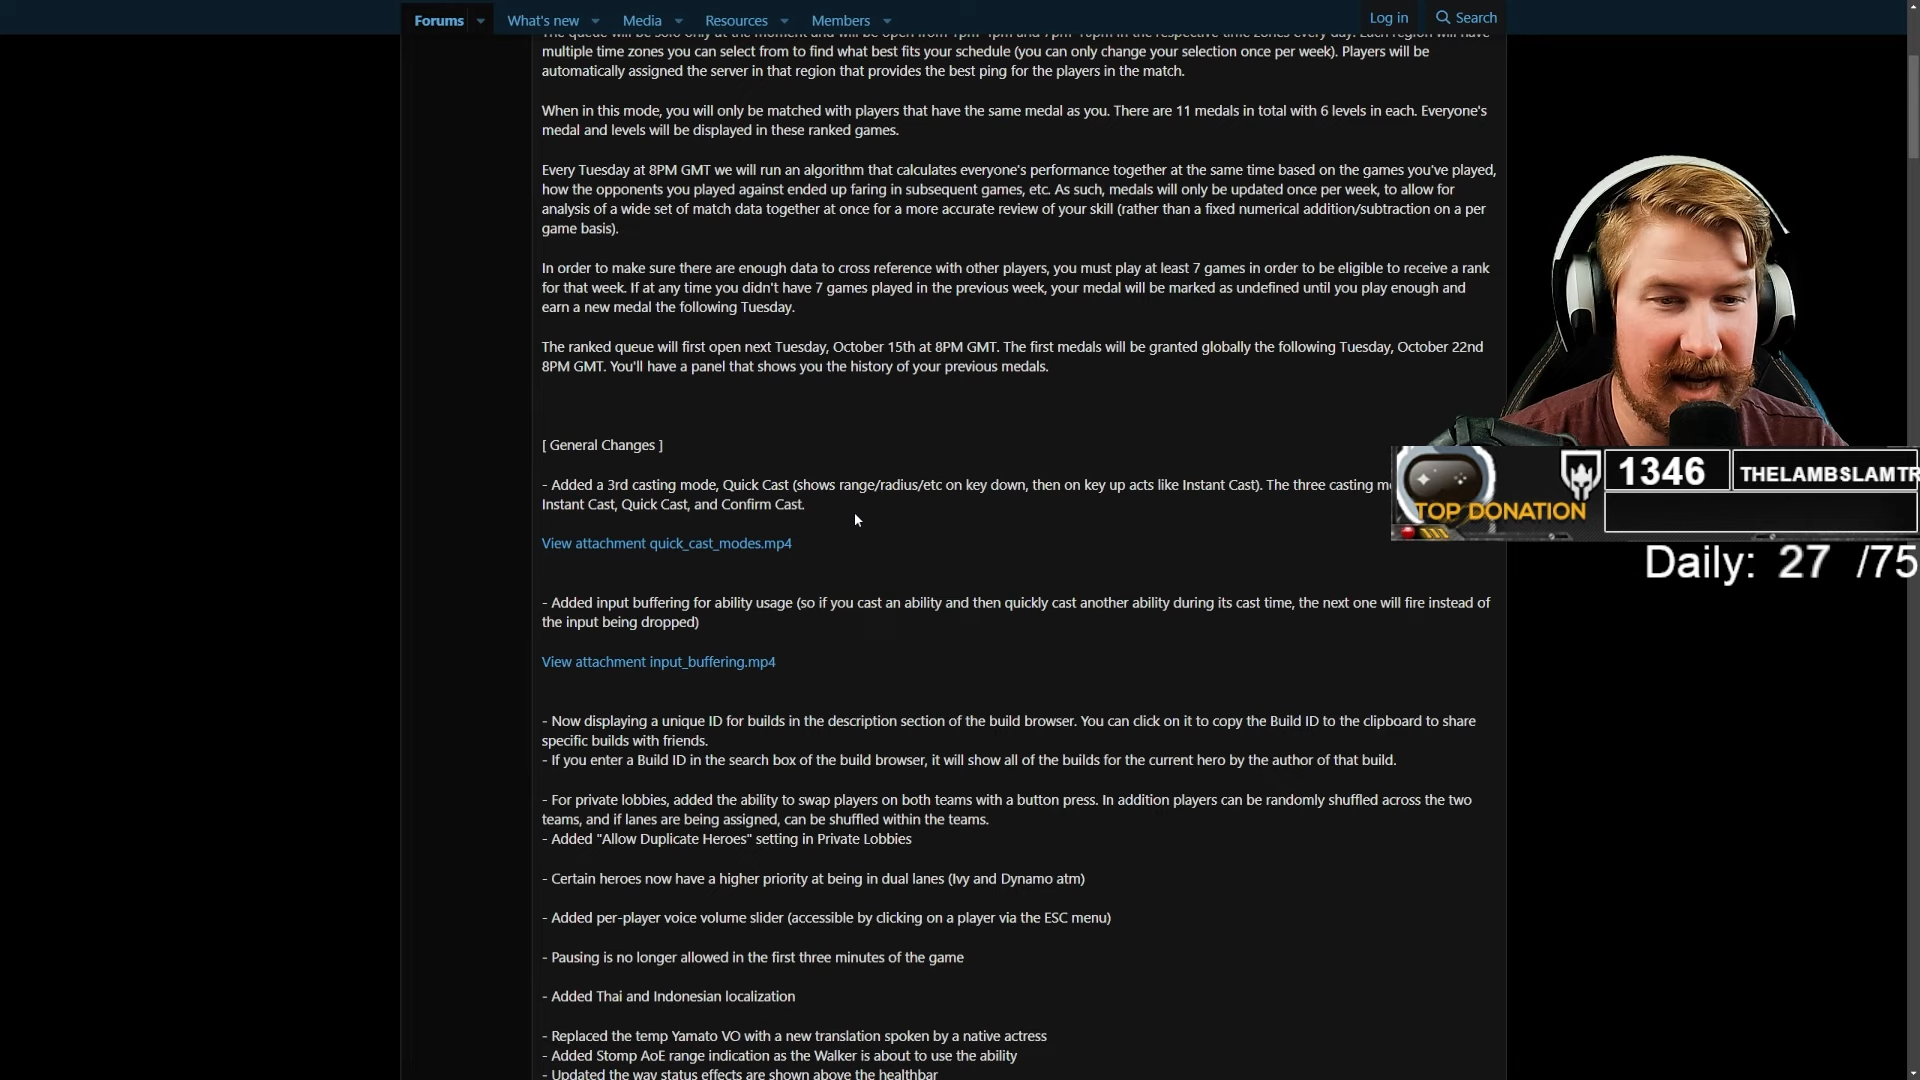 Forums What's new Media Resources Members Log in Search
multiple time zones you can select from to find what best fits your schedule (you can only change your selection once per week). Players will be
automatically assigned the server in that region that provides the best ping for the players in the match.
When in this mode, you will only be matched with players that have the same medal as you. There are 11 medals in total with 6 levels in each. Everyone's
medal and levels will be displayed in these ranked games.
Every Tuesday at 8PM GMT we will run an algorithm that calculates everyone's performance together at the same time based on the games you've played,
how the opponents you played against ended up faring in subsequent games, etc. As such, medals will only be updated once per week, to allow for
analysis of a wide set of match data together at once for a more accurate review of your skill (rather than a fixed numerical addition/subtraction on a per
game basis).
In order to make sure there are enough data to cross reference with other players, you must play at least 7 games in order to be eligible to receive a rank
for that week. If at any time you didn't have 7 games played in the previous week, your medal will be marked as undefined until you play enough and
earn a new medal the following Tuesday.
The ranked queue will first open next Tuesday, October 15th at 8PM GMT. The first medals will be granted globally the following Tuesday, October 22nd
8PM GMT. You'll have a panel that shows you the history of your previous medals.
[ General Changes ]
- Added a 3rd casting mode, Quick Cast (shows range/radius/etc on key down, then on key up acts like Instant Cast). The three casting
Instant Cast, Quick Cast, and Confirm Cast.
View attachment quick_cast_modes.mp4
- Added input buffering for ability usage (so if you cast an ability and then quickly cast another ability during its cast time, the next one will fire instead of
the input being dropped)
View attachment input_buffering.mp4
- Now displaying a unique ID for builds in the description section of the build browser. You can click on it to copy the Build ID to the clipboard to share
specific builds with friends.
- If you enter a Build ID in the search box of the build browser, it will show all of the builds for the current hero by the author of that build.
- For private lobbies, added the ability to swap players on both teams with a button press. In addition players can be randomly shuffled across the two
teams, and if lanes are being assigned, can be shuffled within the teams.
- Added "Allow Duplicate Heroes" setting in Private Lobbies
- Certain heroes now have a higher priority at being in dual lanes (Ivy and Dynamo atm)
- Added per-player voice volume slider (accessible by clicking on a player via the ESC menu)
- Pausing is no longer allowed in the first three minutes of the game
- Added Thai and Indonesian localization
- Replaced the temp Yamato VO with a new translation spoken by a native actress
- Added Stomp AoE range indication as the Walker is about to use the ability
- Updated the way status effects are shown above the healthbar
1346 THELAMBSLAMTR
TOP DONATION
Daily: 27 /75